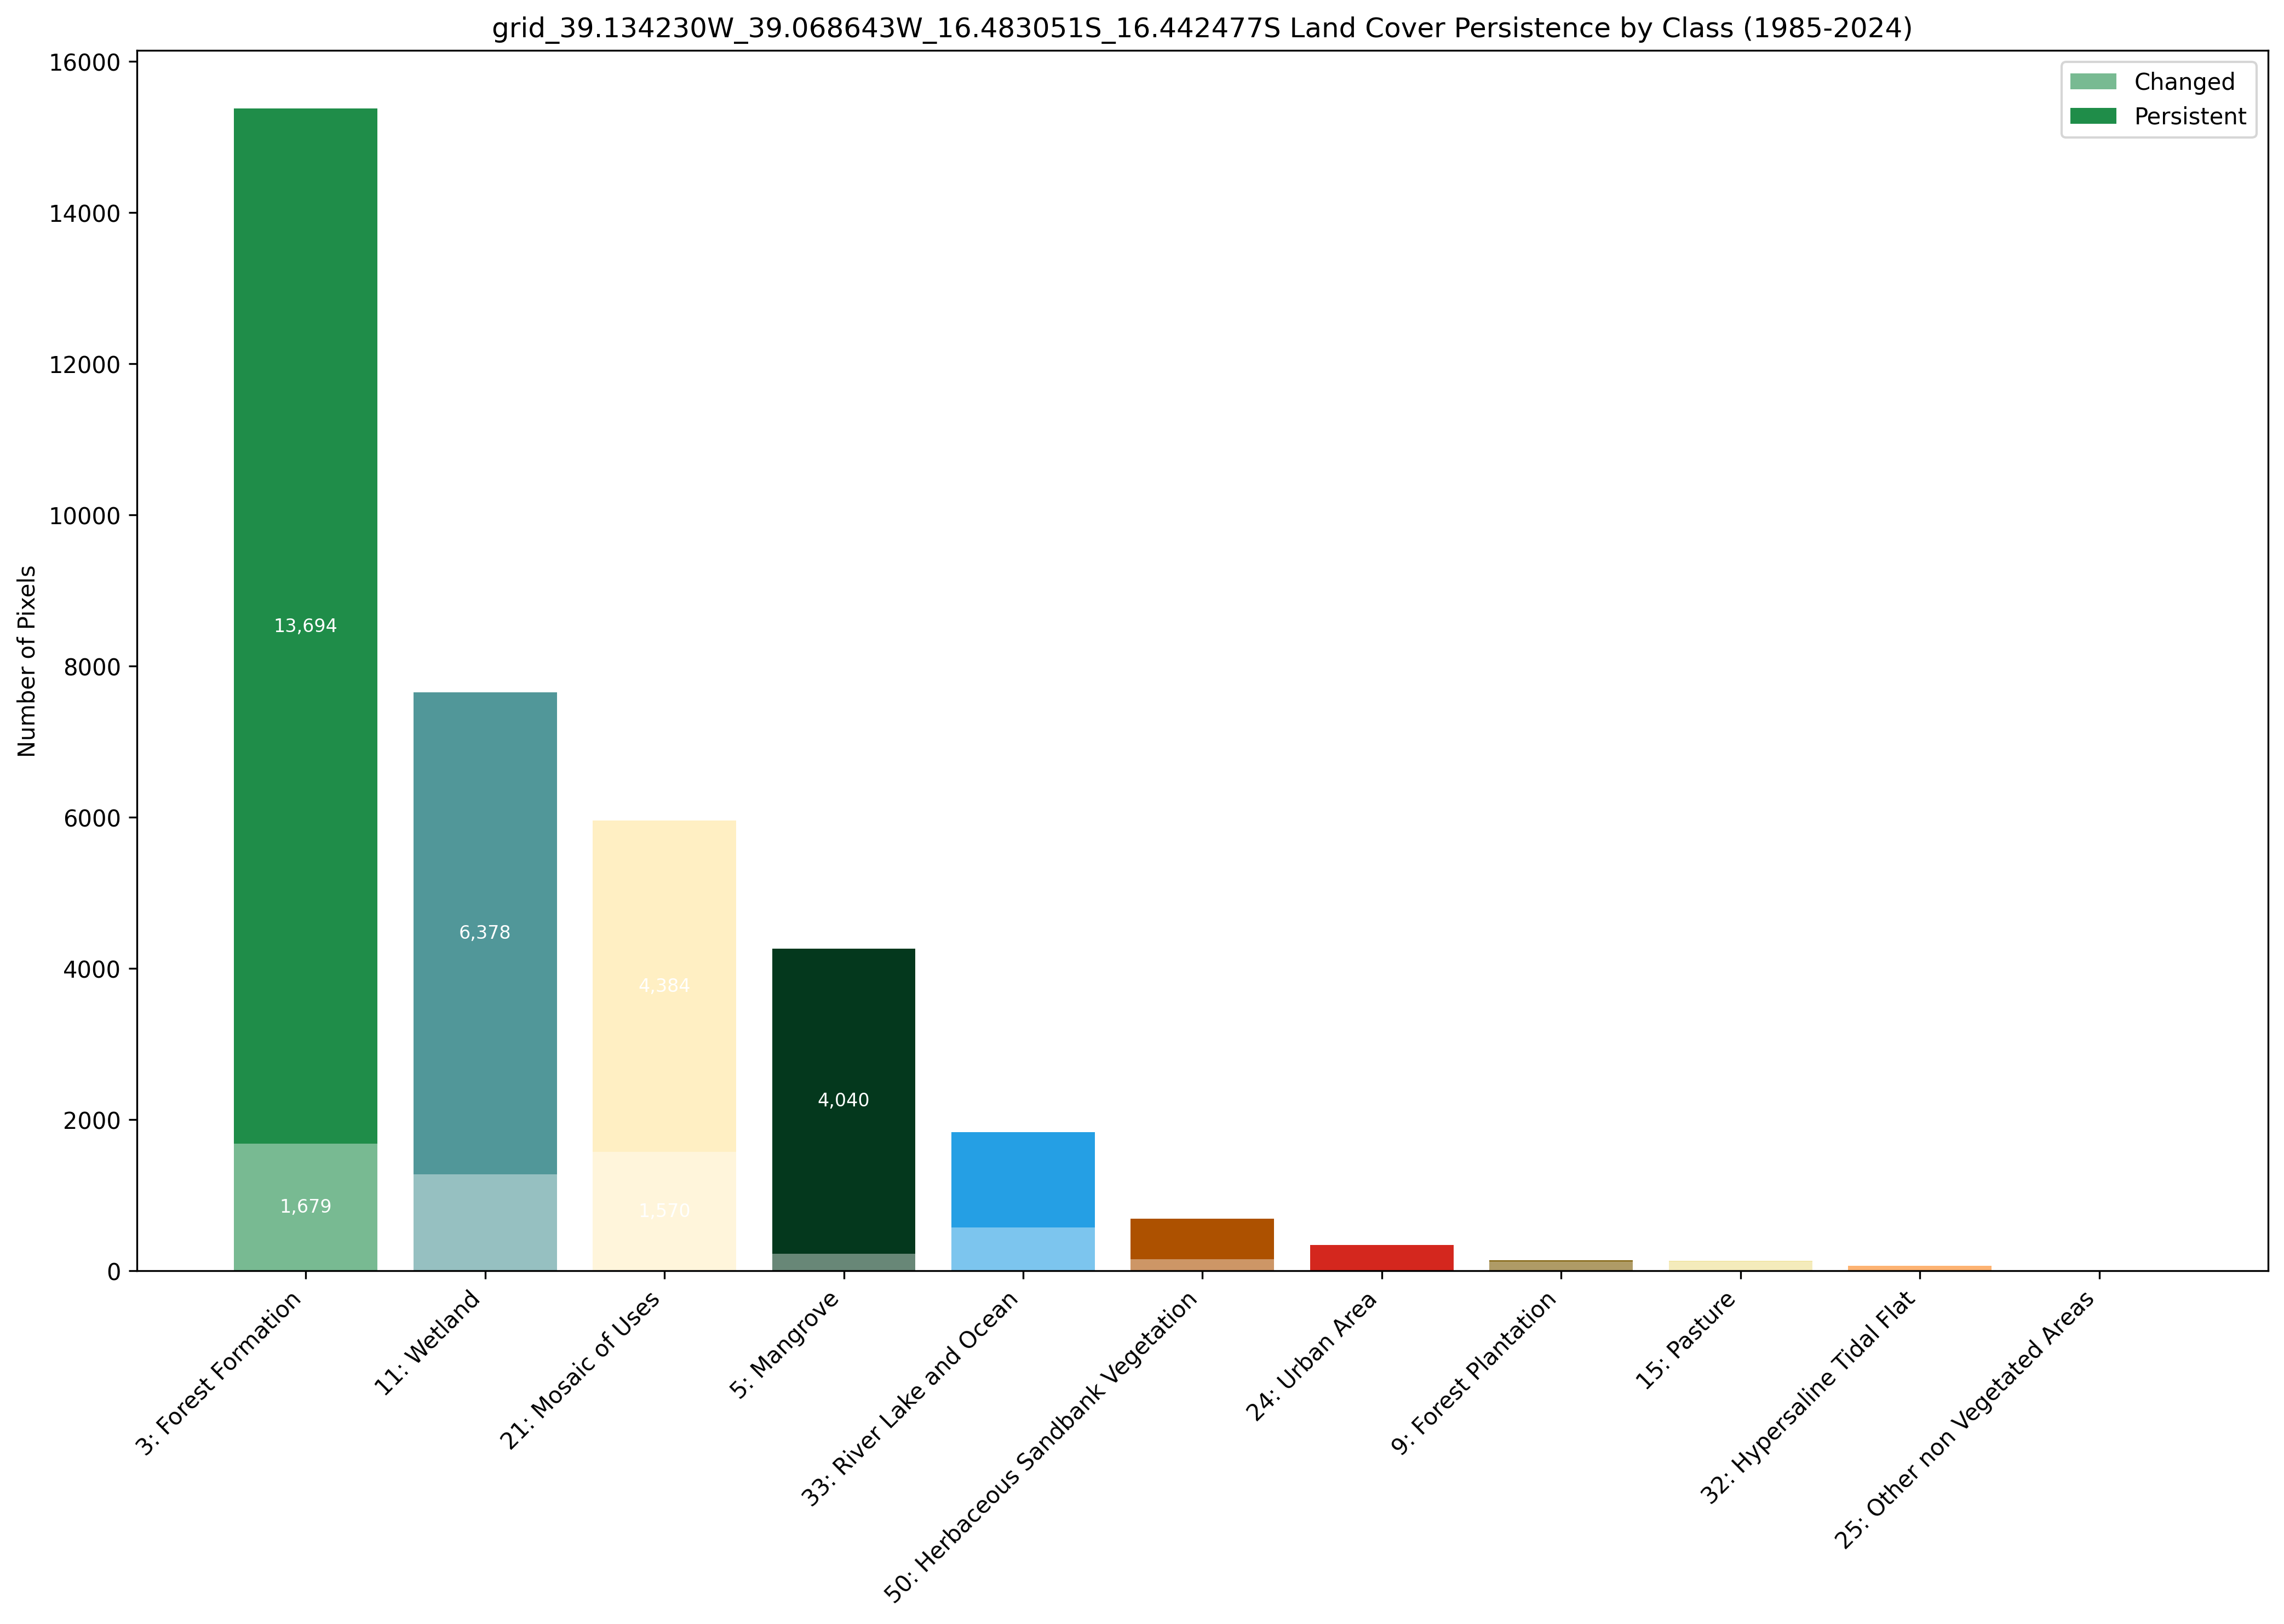 grid_39.134230W_39.068643W_16.483051S_16.442477S Land Cover Persistence by Class (1985-2024)
Changed
Persistent
Number of Pixels
16000
14000
12000
10000
8000
6000
4000
2000
0
13,694
1,679
6,378
4,384
1,570
4,040
3: Forest Formation
11: Wetland
21: Mosaic of Uses
5: Mangrove
33: River Lake and Ocean
50: Herbaceous Sandbank Vegetation
24: Urban Area
9: Forest Plantation
15: Pasture
32: Hypersaline Tidal Flat
25: Other non Vegetated Areas